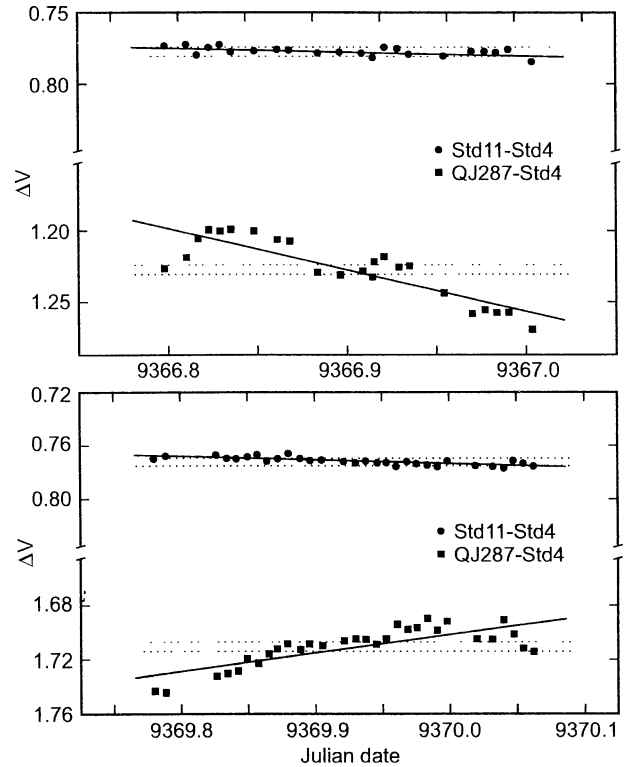 0.75
0.80
ΔV
Std11-Std4
QJ287-Std4
1.20
1.25
9366.8 9366.9 9367.0
0.72
0.76
0.80
ΔV
Std11-Std4
QJ287-Std4
1.68
1.72
1.76
9369.8 9369.9 9370.0 9370.1
Julian date